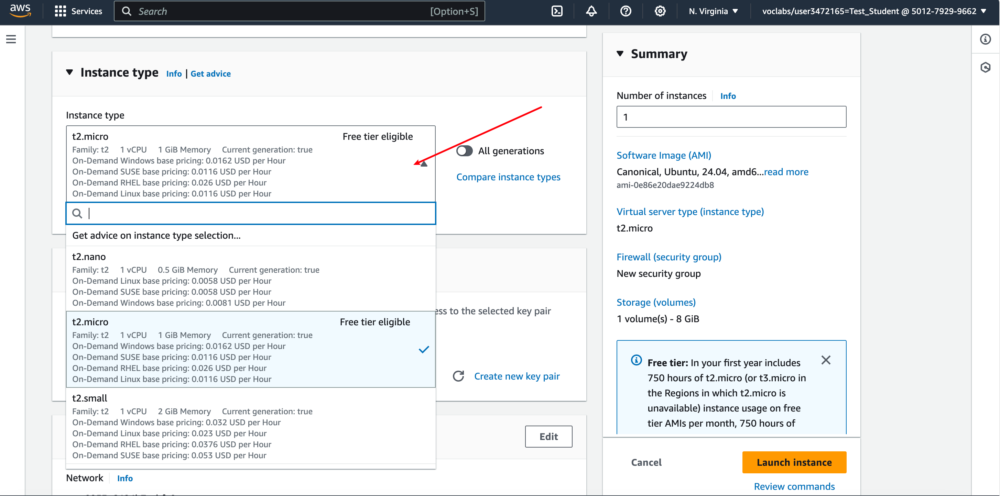 aws
Services
Search [Option+S]
N. Virginia
voclabs/user3472165=Test_Student @ 5012-7929-9662
Instance type Info | Get advice
Instance type
t2.micro Free tier eligible
Family: t2 1 vCPU 1 GiB Memory Current generation: true
On-Demand Windows base pricing: 0.0162 USD per Hour
On-Demand SUSE base pricing: 0.0116 USD per Hour
On-Demand RHEL base pricing: 0.026 USD per Hour
On-Demand Linux base pricing: 0.0116 USD per Hour
All generations
Compare instance types
Get advice on instance type selection...
t2.nano
Family: t2 1 vCPU 0.5 GiB Memory Current generation: true
On-Demand Linux base pricing: 0.0058 USD per Hour
On-Demand SUSE base pricing: 0.0058 USD per Hour
On-Demand Windows base pricing: 0.0081 USD per Hour
t2.micro Free tier eligible
Family: t2 1 vCPU 1 GiB Memory Current generation: true
On-Demand Windows base pricing: 0.0162 USD per Hour
On-Demand SUSE base pricing: 0.0116 USD per Hour
On-Demand RHEL base pricing: 0.026 USD per Hour
On-Demand Linux base pricing: 0.0116 USD per Hour
t2.small
Family: t2 1 vCPU 2 GiB Memory Current generation: true
On-Demand Windows base pricing: 0.032 USD per Hour
On-Demand Linux base pricing: 0.023 USD per Hour
On-Demand RHEL base pricing: 0.0376 USD per Hour
On-Demand SUSE base pricing: 0.053 USD per Hour
to the selected key pair
Create new key pair
Edit
Network Info
Summary
Number of instances Info
1
Software Image (AMI)
Canonical, Ubuntu, 24.04, amd6...read more
ami-0e86e20dae9224db8
Virtual server type (instance type)
t2.micro
Firewall (security group)
New security group
Storage (volumes)
1 volume(s) - 8 GiB
Free tier: In your first year includes
750 hours of t2.micro (or t3.micro in
the Regions in which t2.micro is
unavailable) instance usage on free
tier AMIs per month, 750 hours of
Cancel
Launch instance
Review commands